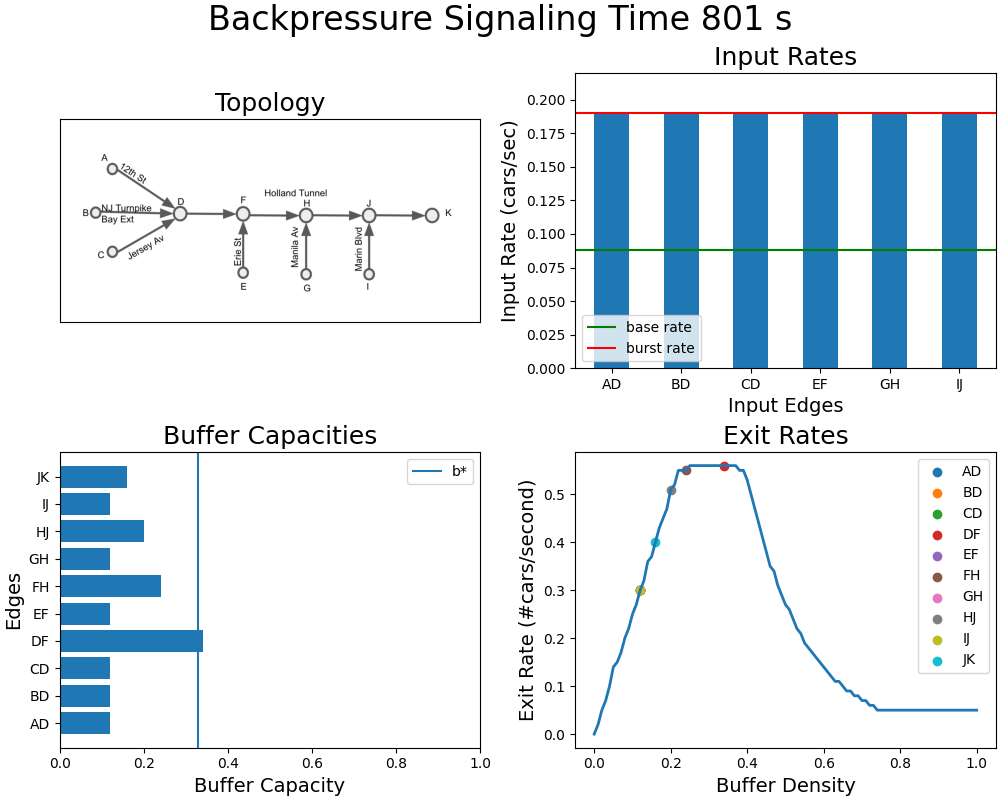 Backpressure Signaling Time 801 s
Topology
A
12th St
B
NJ Turnpike
Bay Ext
C
Jersey Av
D
F
Holland Tunnel
H
J
K
Erie St
Manila Av
Marin Blvd
E
G
I
Input Rates
Input Rate (cars/sec)
0.200
0.175
0.150
0.125
0.100
0.075
0.050
0.025
0.000
base rate
burst rate
AD BD CD EF GH IJ
Input Edges
Buffer Capacities
Edges
JK
IJ
HJ
GH
FH
EF
DF
CD
BD
AD
b*
0.0 0.2 0.4 0.6 0.8 1.0
Buffer Capacity
Exit Rates
Exit Rate (#cars/second)
0.5
0.4
0.3
0.2
0.1
0.0
AD
BD
CD
DF
EF
FH
GH
HJ
IJ
JK
0.0 0.2 0.4 0.6 0.8 1.0
Buffer Density